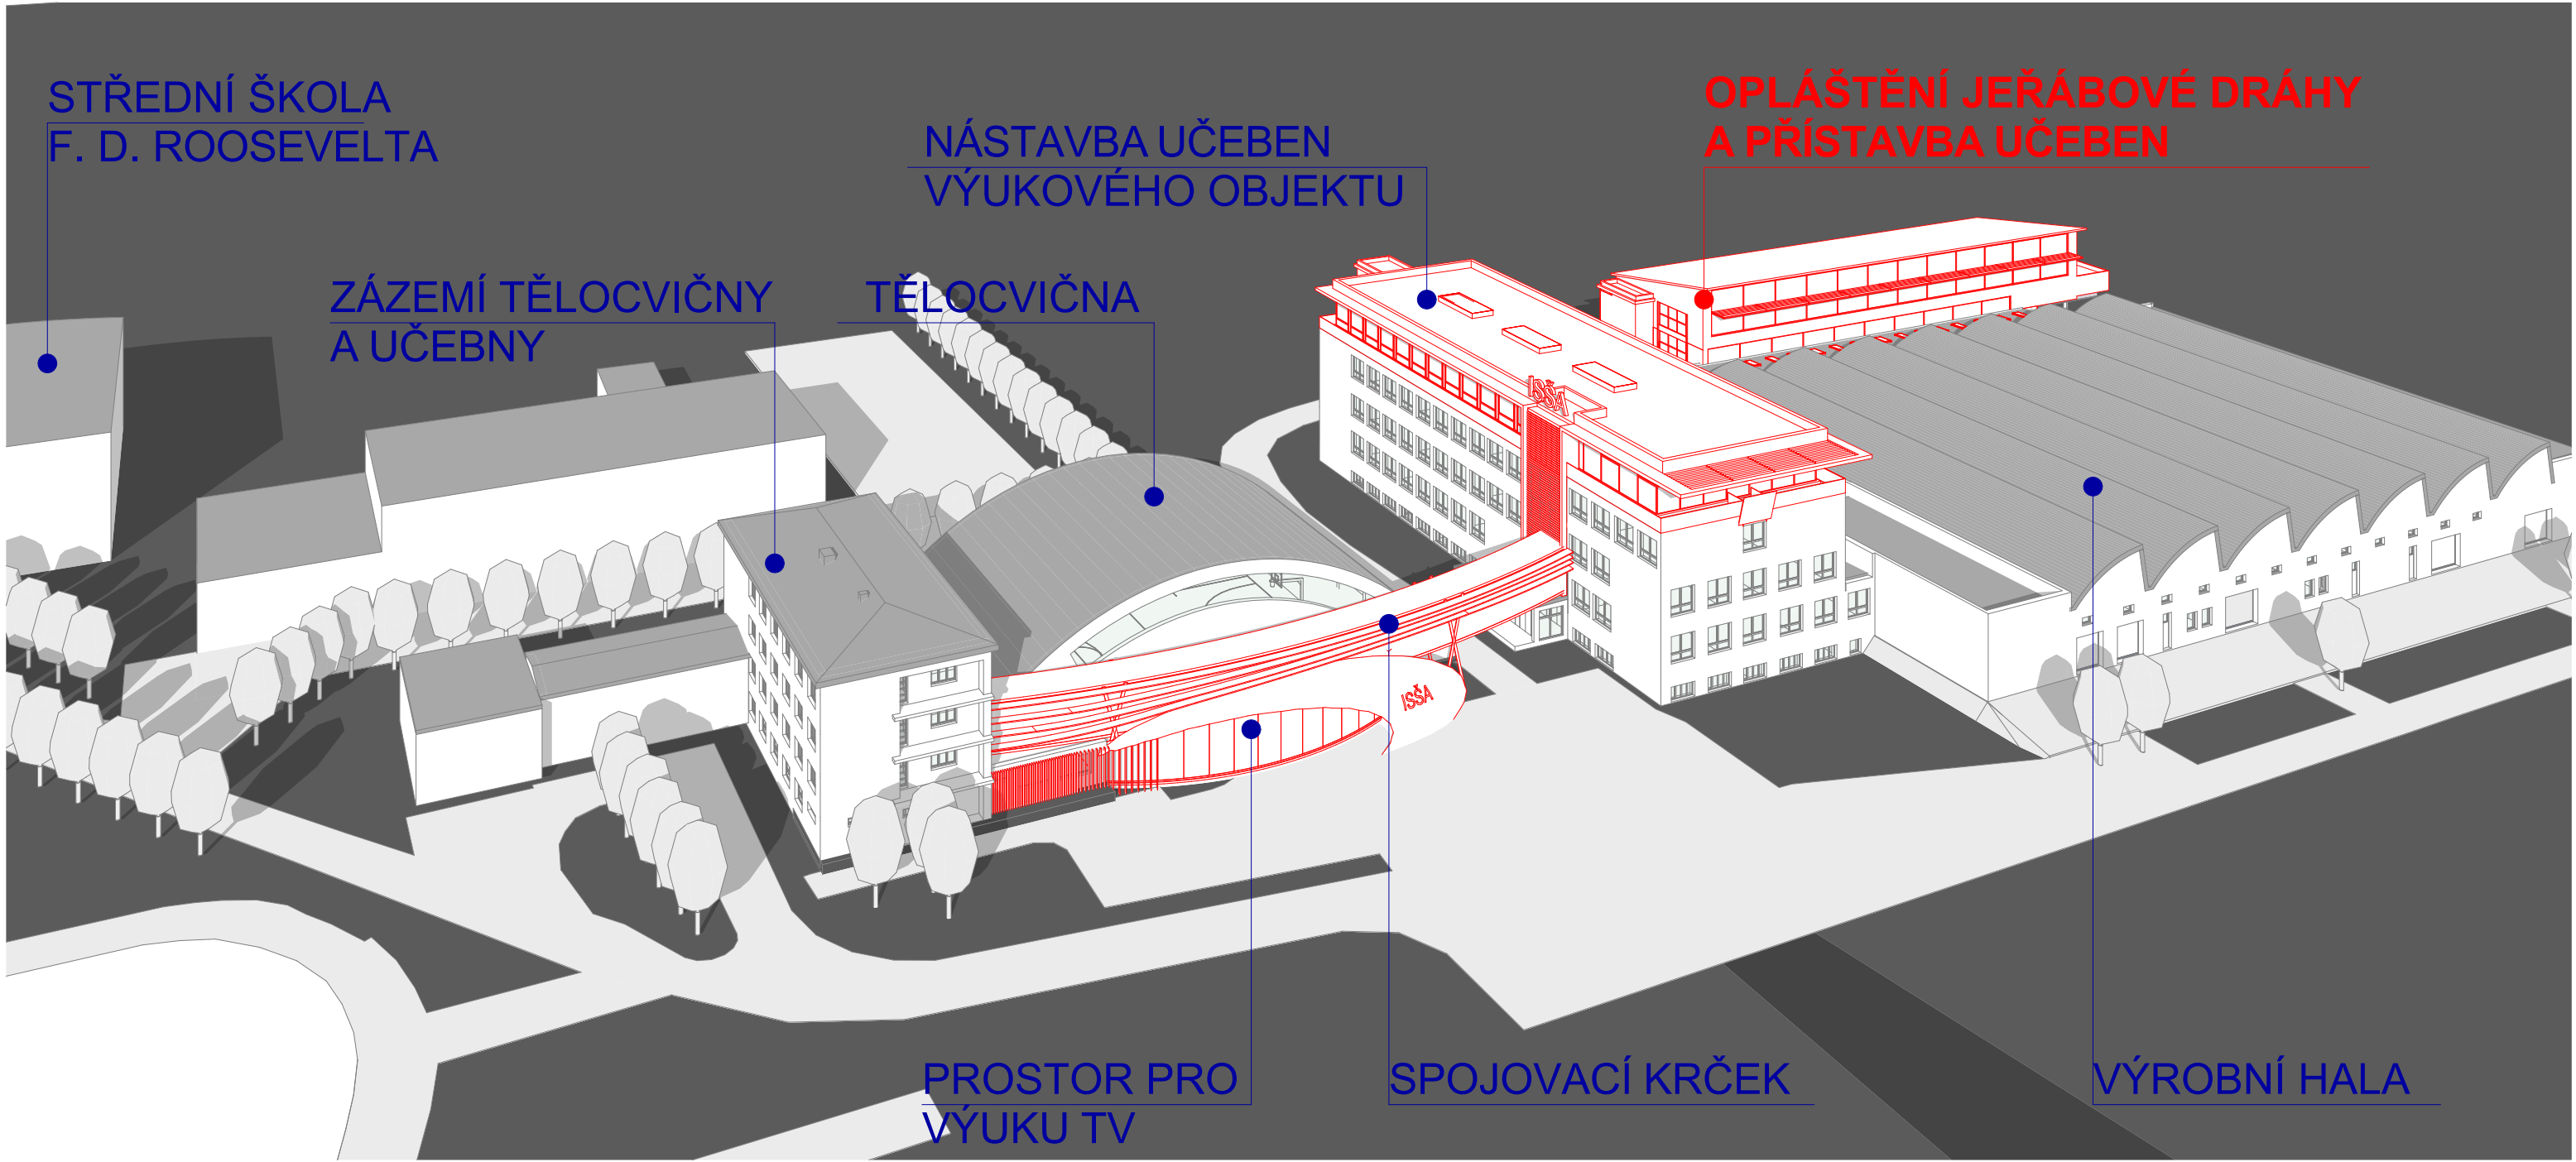 STŘEDNÍ ŠKOLA
F. D. ROOSEVELTA
NÁSTAVBA UČEBEN
VÝUKOVÉHO OBJEKTU
OPLÁŠTĚNÍ JEŘÁBOVÉ DRÁHY
A PŘÍSTAVBA UČEBEN
ZÁZEMÍ TĚLOCVIČNY
A UČEBNY
TĚLOCVIČNA
ISŠA
ISŠA
PROSTOR PRO
VÝUKU TV
SPOJOVACÍ KRČEK
VÝROBNÍ HALA